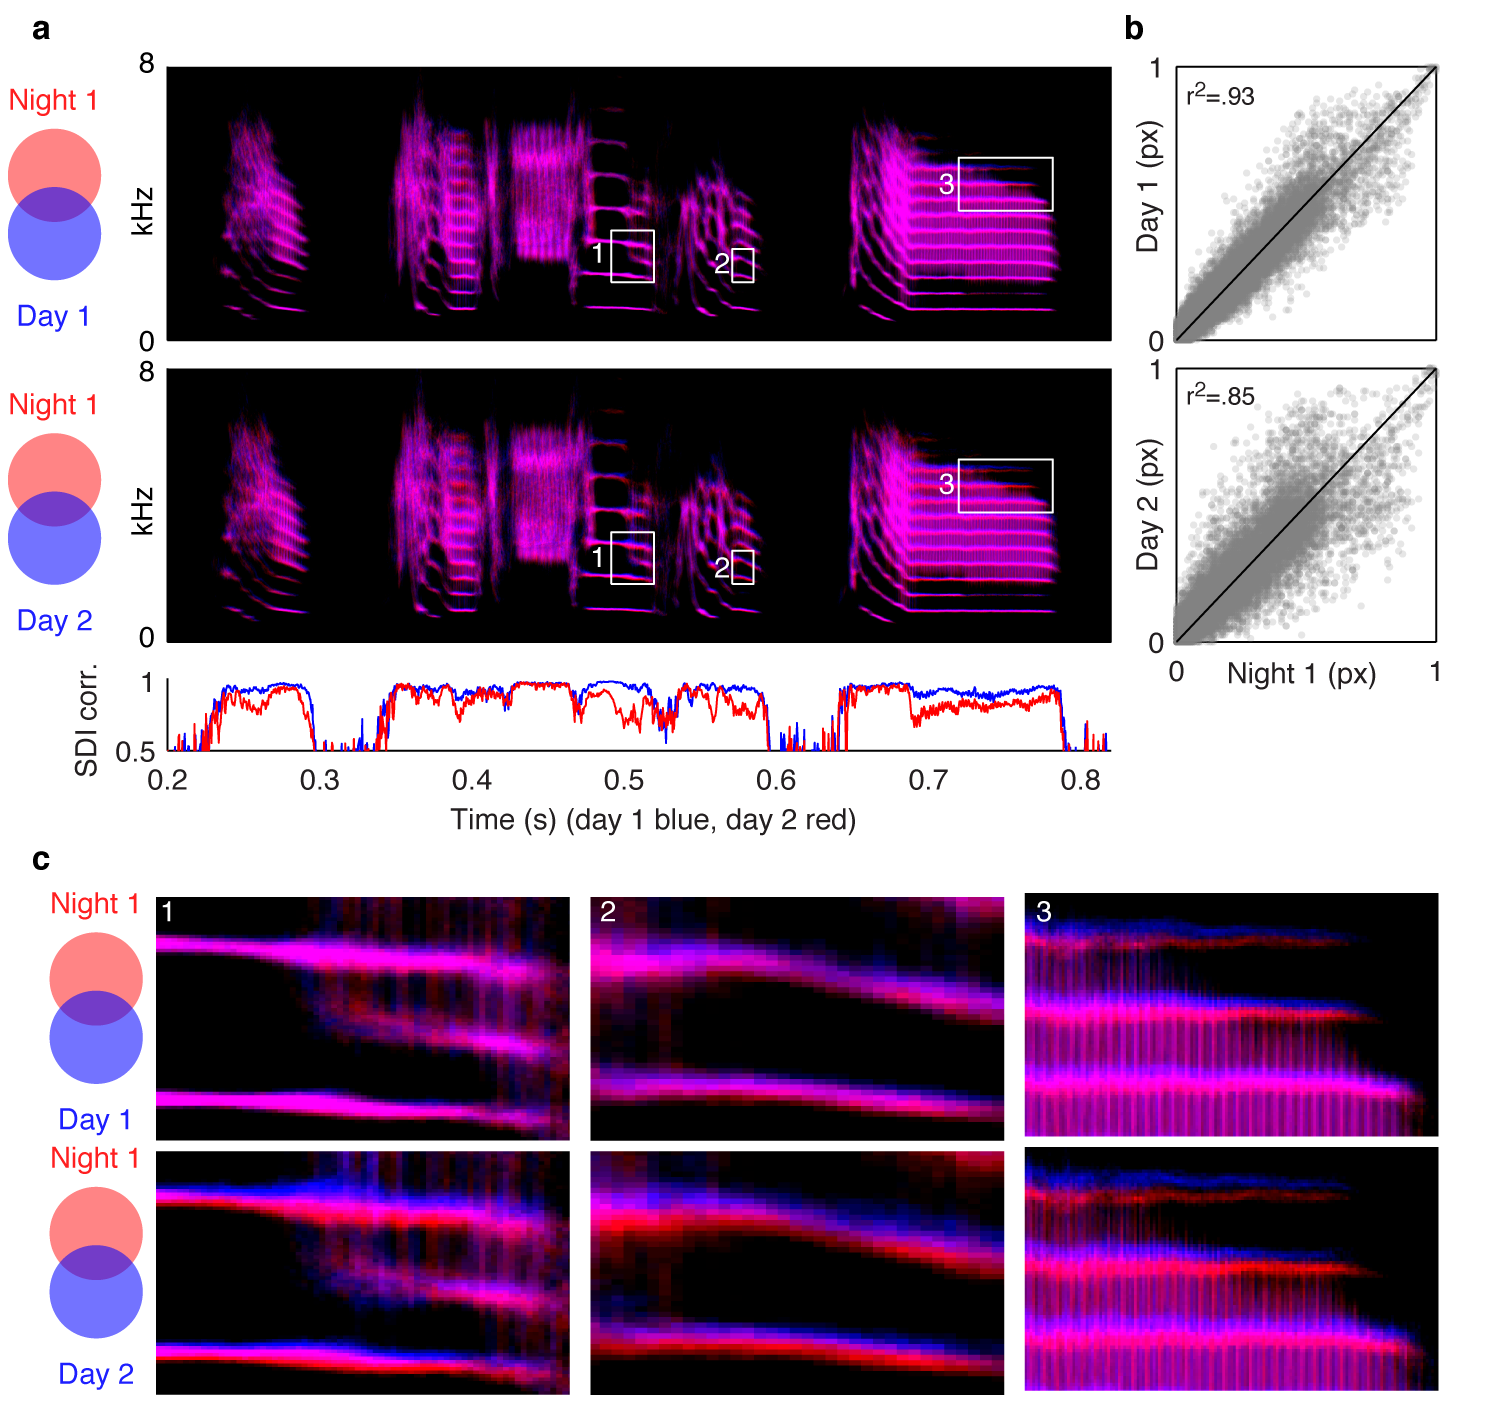 a
b
Night 1
Day 1
8
kHz
0
1
2
3
1
r²=.93
Day 1 (px)
0
Night 1
Day 2
8
kHz
0
1
2
3
1
r²=.85
Day 2 (px)
0
0
Night 1 (px)
1
SDI corr.
1
0.5
0.2
0.3
0.4
0.5
0.6
0.7
0.8
Time (s) (day 1 blue, day 2 red)
c
Night 1
Day 1
1
2
3
Night 1
Day 2